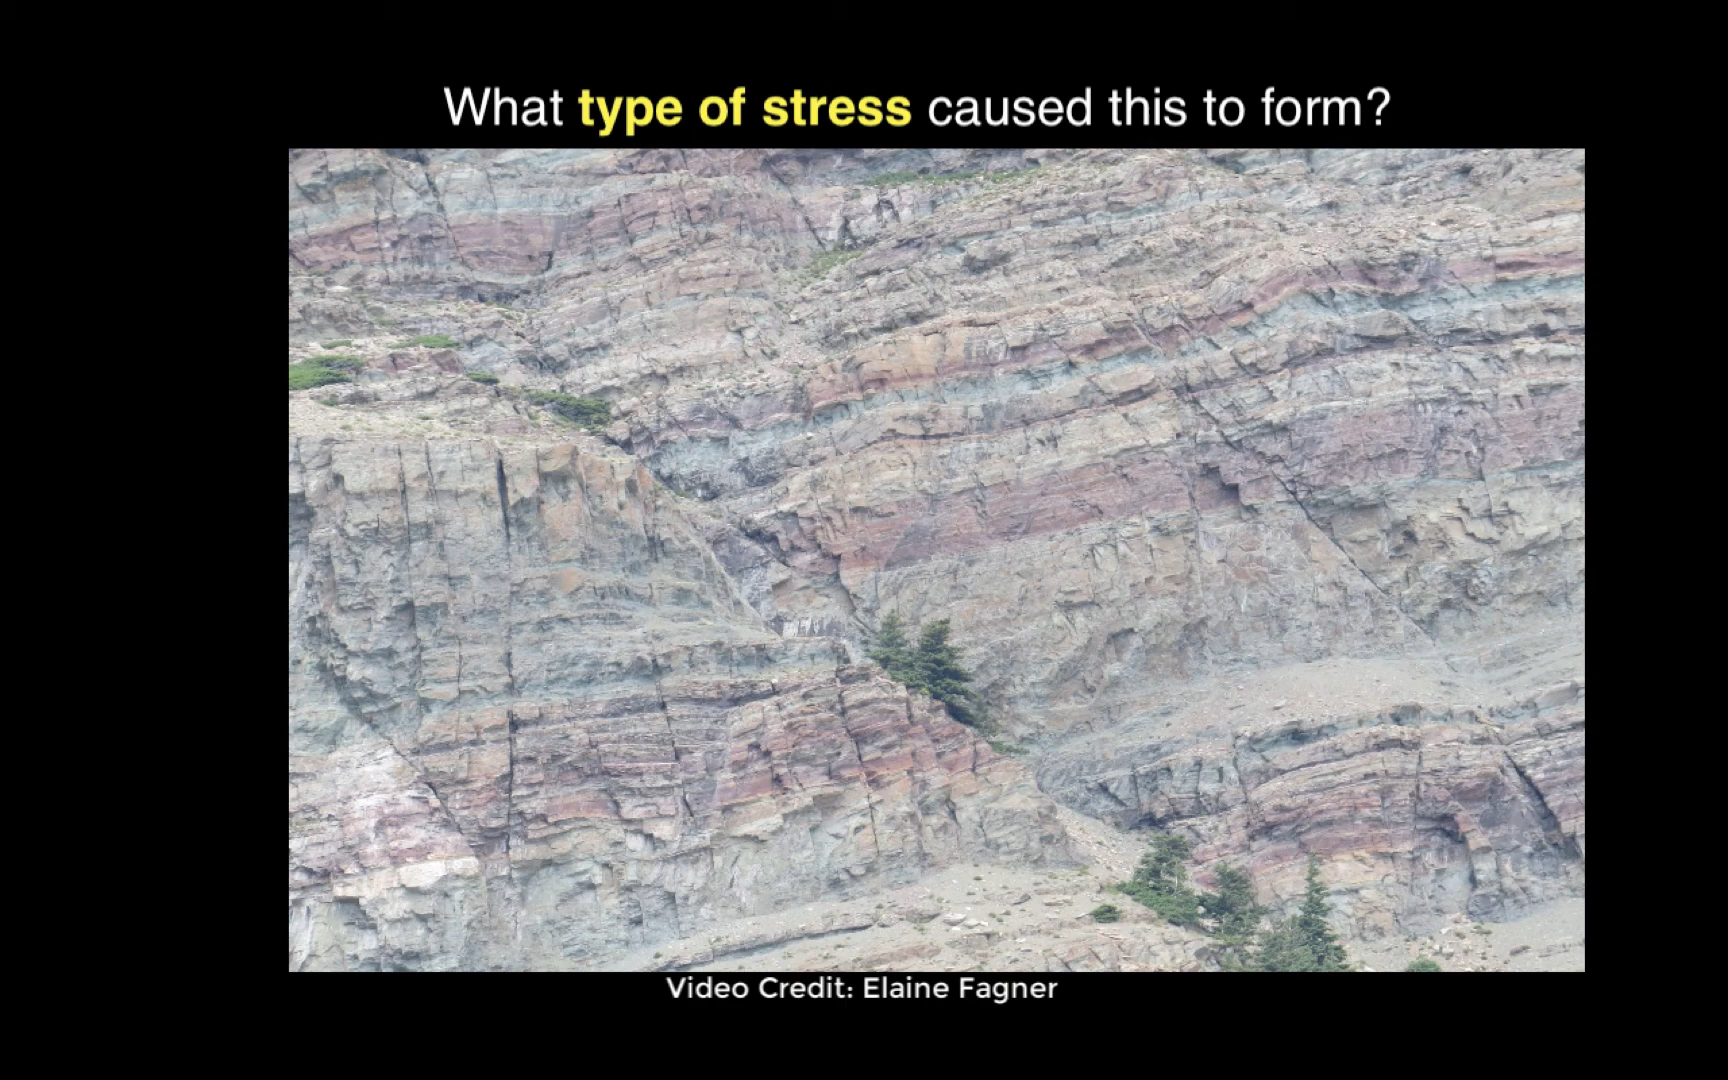 What type of stress caused this to form?
Video Credit: Elaine Fagner